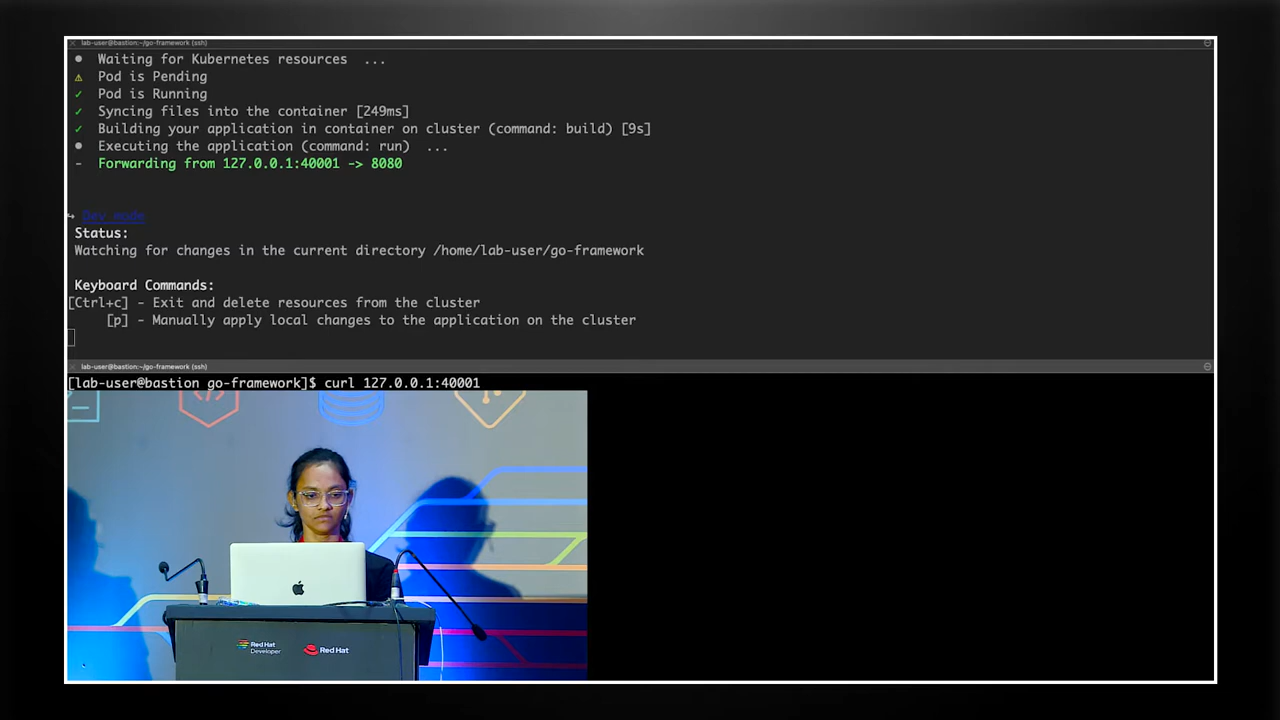 lab-user@bastion:~/go-framework (ssh)
● Waiting for Kubernetes resources ...
⚠ Pod is Pending
✓ Pod is Running
✓ Syncing files into the container [249ms]
✓ Building your application in container on cluster (command: build) [9s]
● Executing the application (command: run) ...
- Forwarding from 127.0.0.1:40001 -> 8080
↪ Dev mode
Status:
Watching for changes in the current directory /home/lab-user/go-framework
Keyboard Commands:
[Ctrl+c] - Exit and delete resources from the cluster
[p] - Manually apply local changes to the application on the cluster
lab-user@bastion:~/go-framework (ssh)
[lab-user@bastion go-framework]$ curl 127.0.0.1:40001
Red Hat
Developer
Red Hat